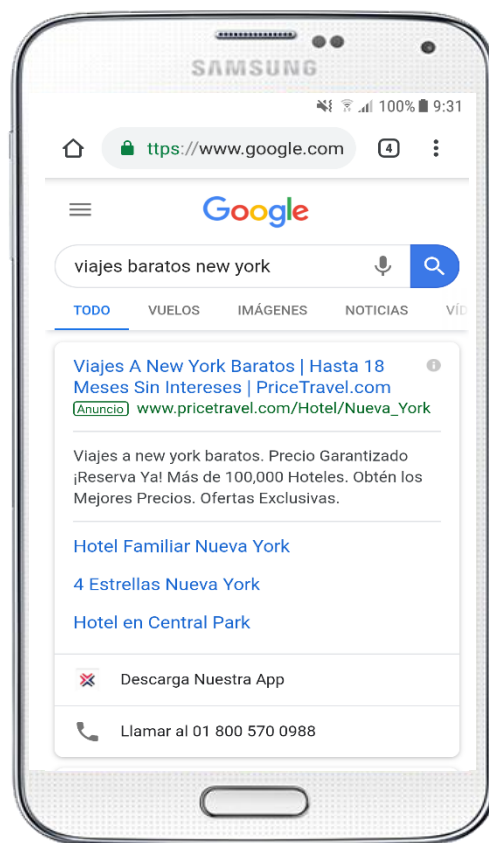 SAMSUNG
100% 9:31
ttps://www.google.com 4
Google
viajes baratos new york
TODO VUELOS IMÁGENES NOTICIAS VÍD
Viajes A New York Baratos | Hasta 18
Meses Sin Intereses | PriceTravel.com
Anuncio www.pricetravel.com/Hotel/Nueva_York
Viajes a new york baratos. Precio Garantizado
¡Reserva Ya! Más de 100,000 Hoteles. Obtén los
Mejores Precios. Ofertas Exclusivas.
Hotel Familiar Nueva York
4 Estrellas Nueva York
Hotel en Central Park
Descarga Nuestra App
Llamar al 01 800 570 0988